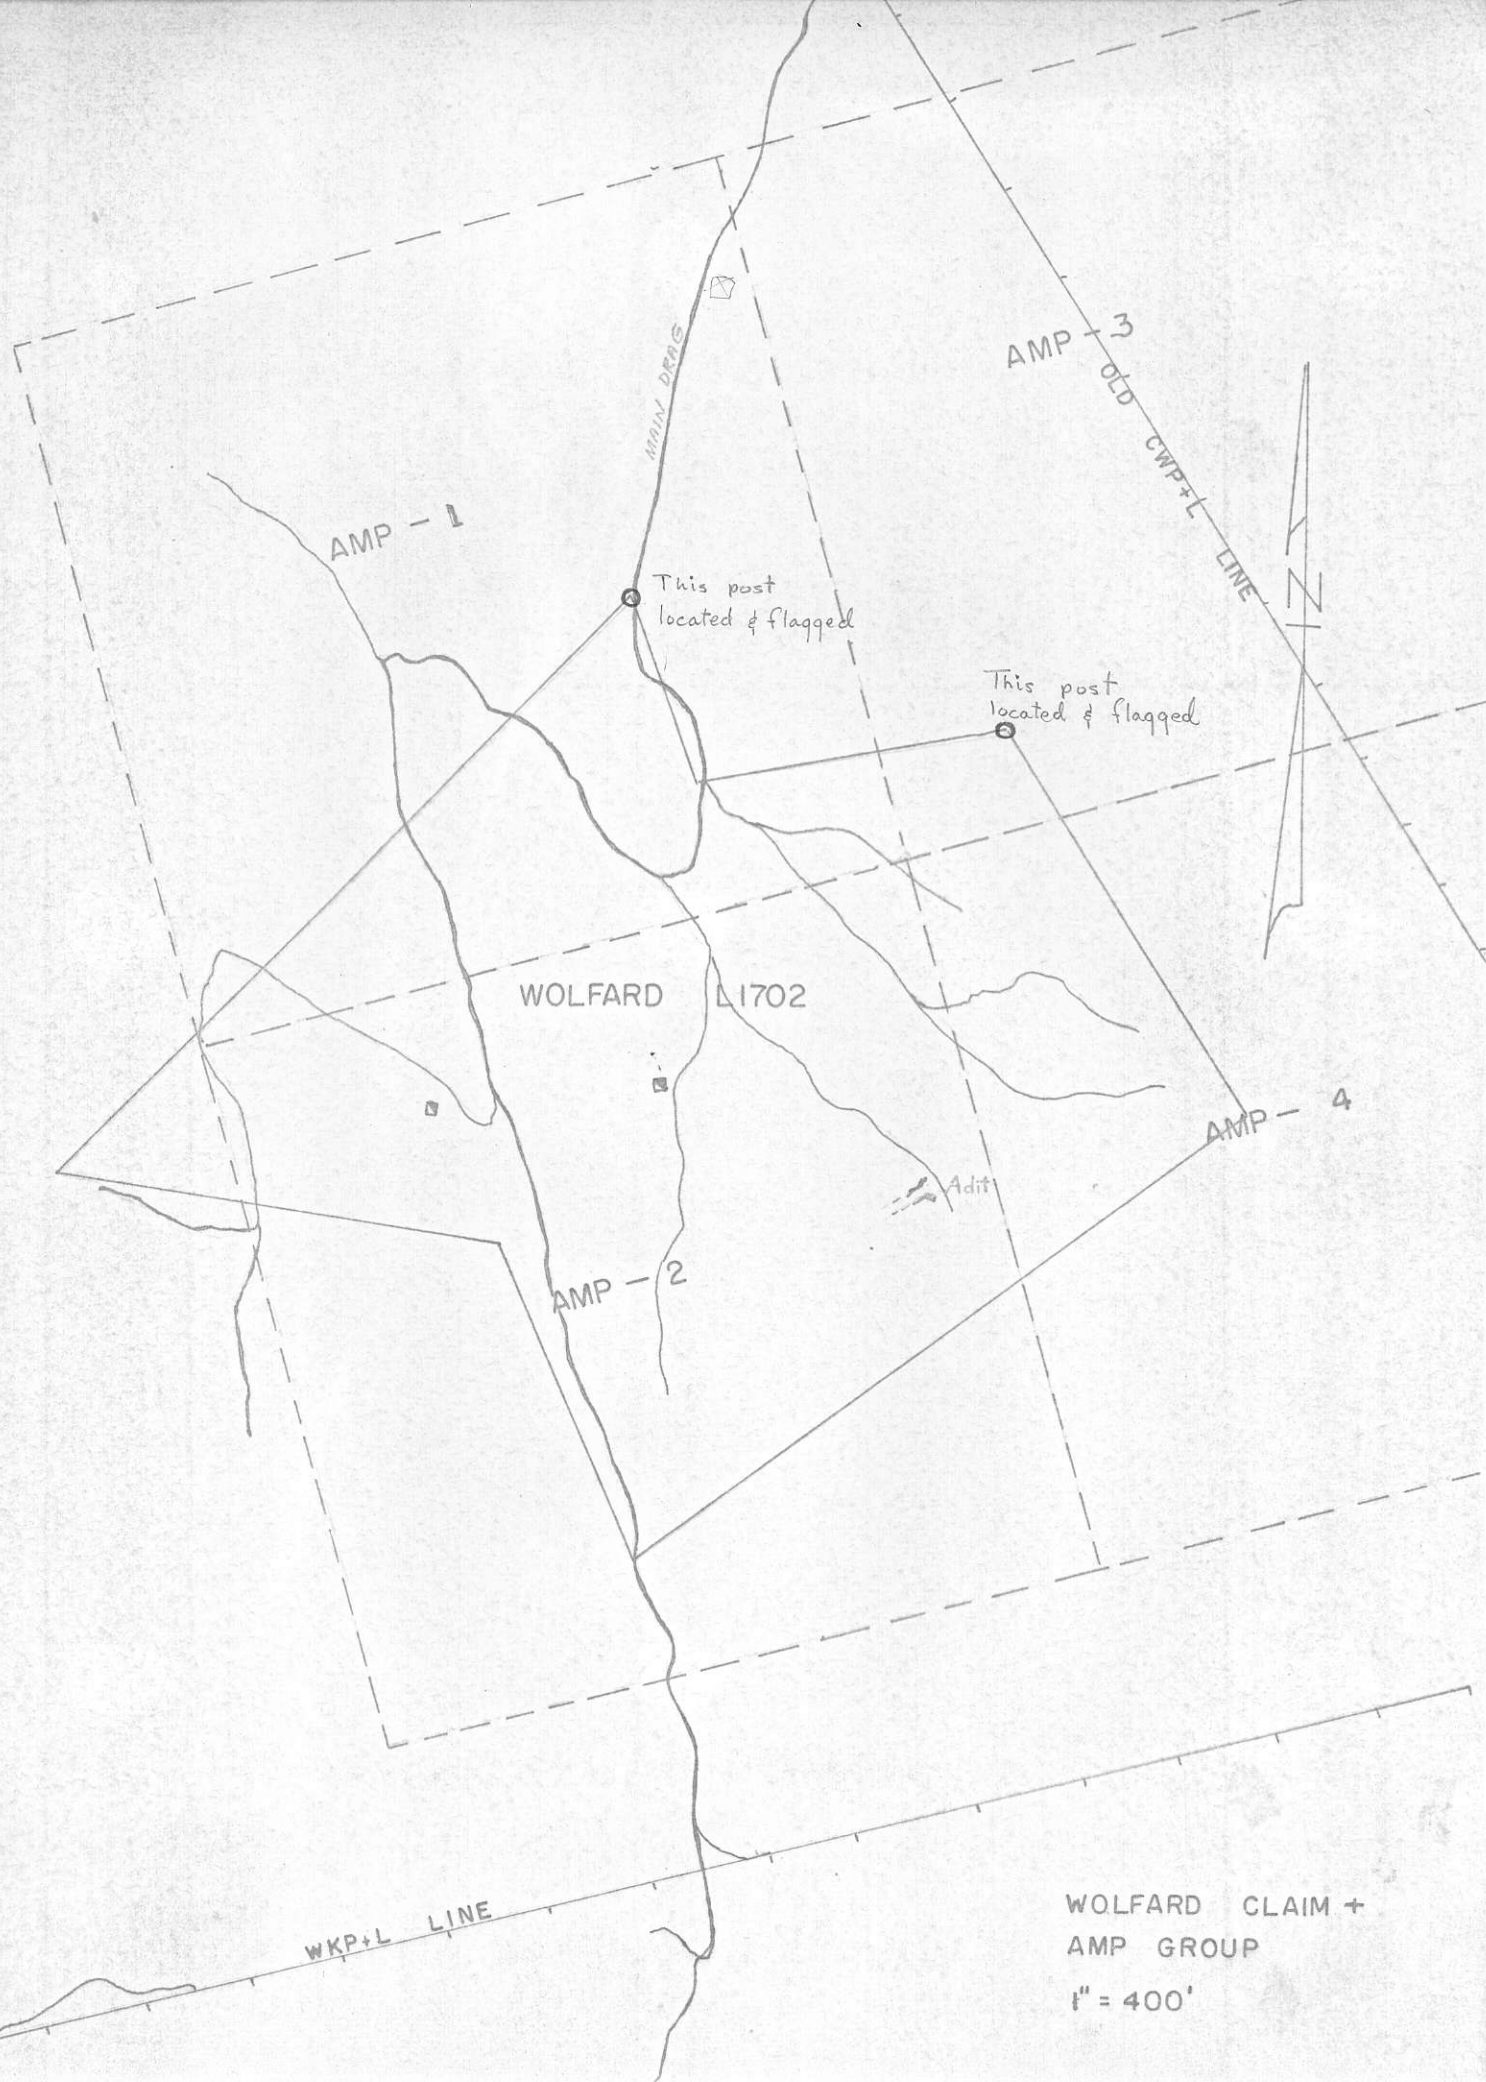 AMP - 3
OLD CWP+L LINE
MAIN DRAG
AMP - 1
N
This post
located & flagged
This post
located & flagged
WOLFARD L1702
AMP - 4
Adit
AMP - 2
WKP+L LINE
WOLFARD CLAIM +
AMP GROUP
1" = 400'